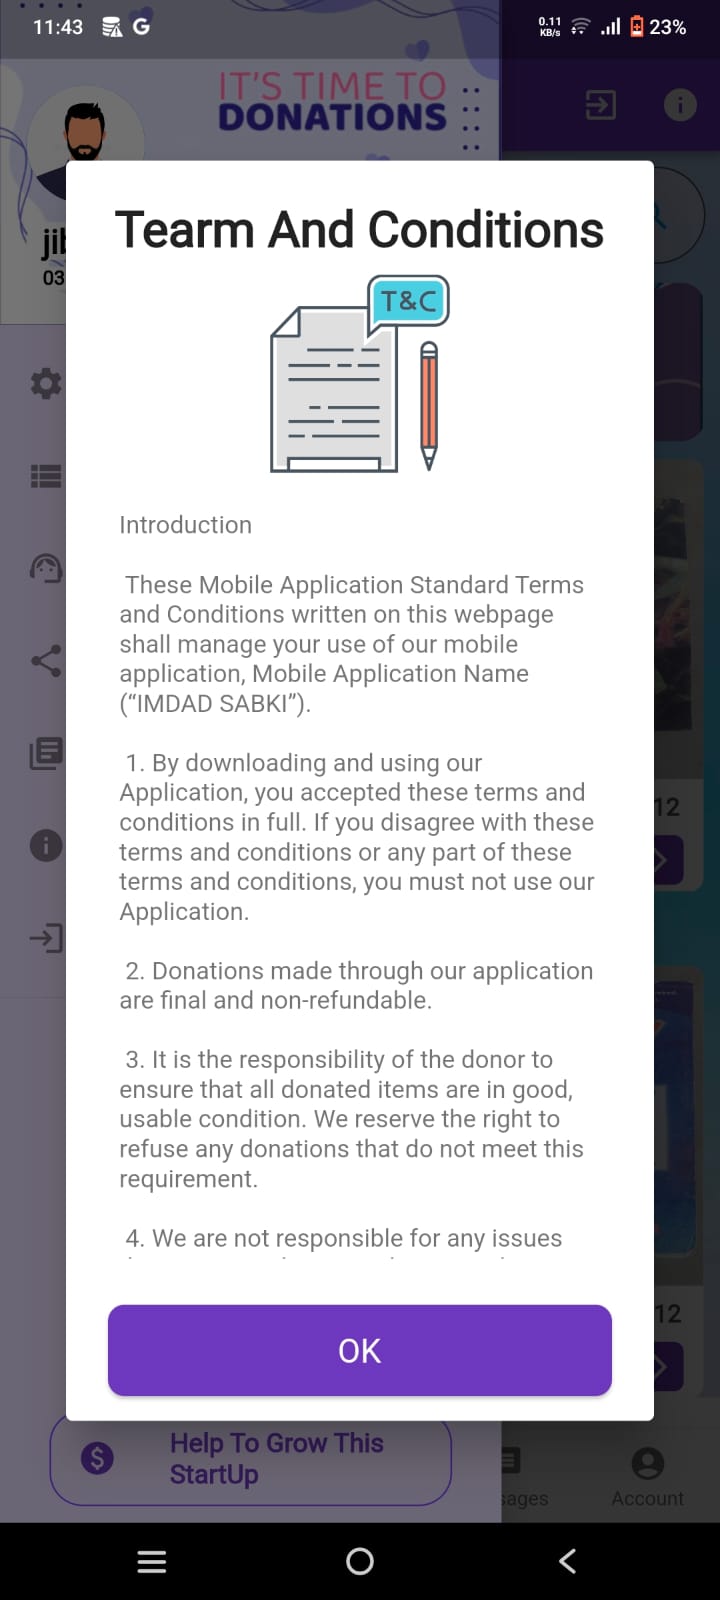 11:43
G
0.11
KB/s
23%
IT'S TIME TO
DONATIONS
03
Tearm And Conditions
T&C
Introduction
These Mobile Application Standard Terms
and Conditions written on this webpage
shall manage your use of our mobile
application, Mobile Application Name
(“IMDAD SABKI”).
1. By downloading and using our
Application, you accepted these terms and
conditions in full. If you disagree with these
terms and conditions or any part of these
terms and conditions, you must not use our
Application.
2. Donations made through our application
are final and non-refundable.
3. It is the responsibility of the donor to
ensure that all donated items are in good,
usable condition. We reserve the right to
refuse any donations that do not meet this
requirement.
4. We are not responsible for any issues
12
OK
12
Help To Grow This
StartUp
sages
Account